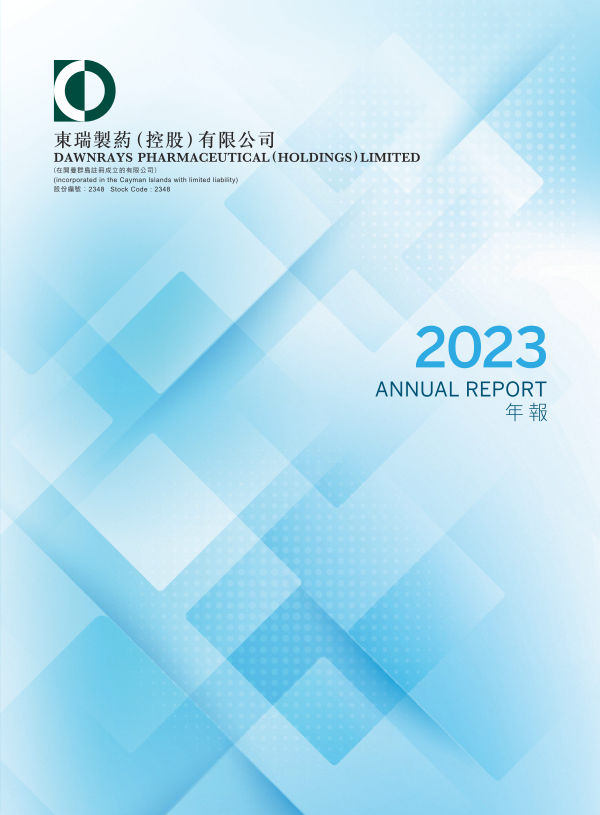 東瑞製葯(控股)有限公司
DAWNRAYS PHARMACEUTICAL (HOLDINGS) LIMITED
(在開曼群島註冊成立的有限公司)
(incorporated in the Cayman Islands with limited liability)
股份編號：2348 Stock Code : 2348
2023
ANNUAL REPORT
年報